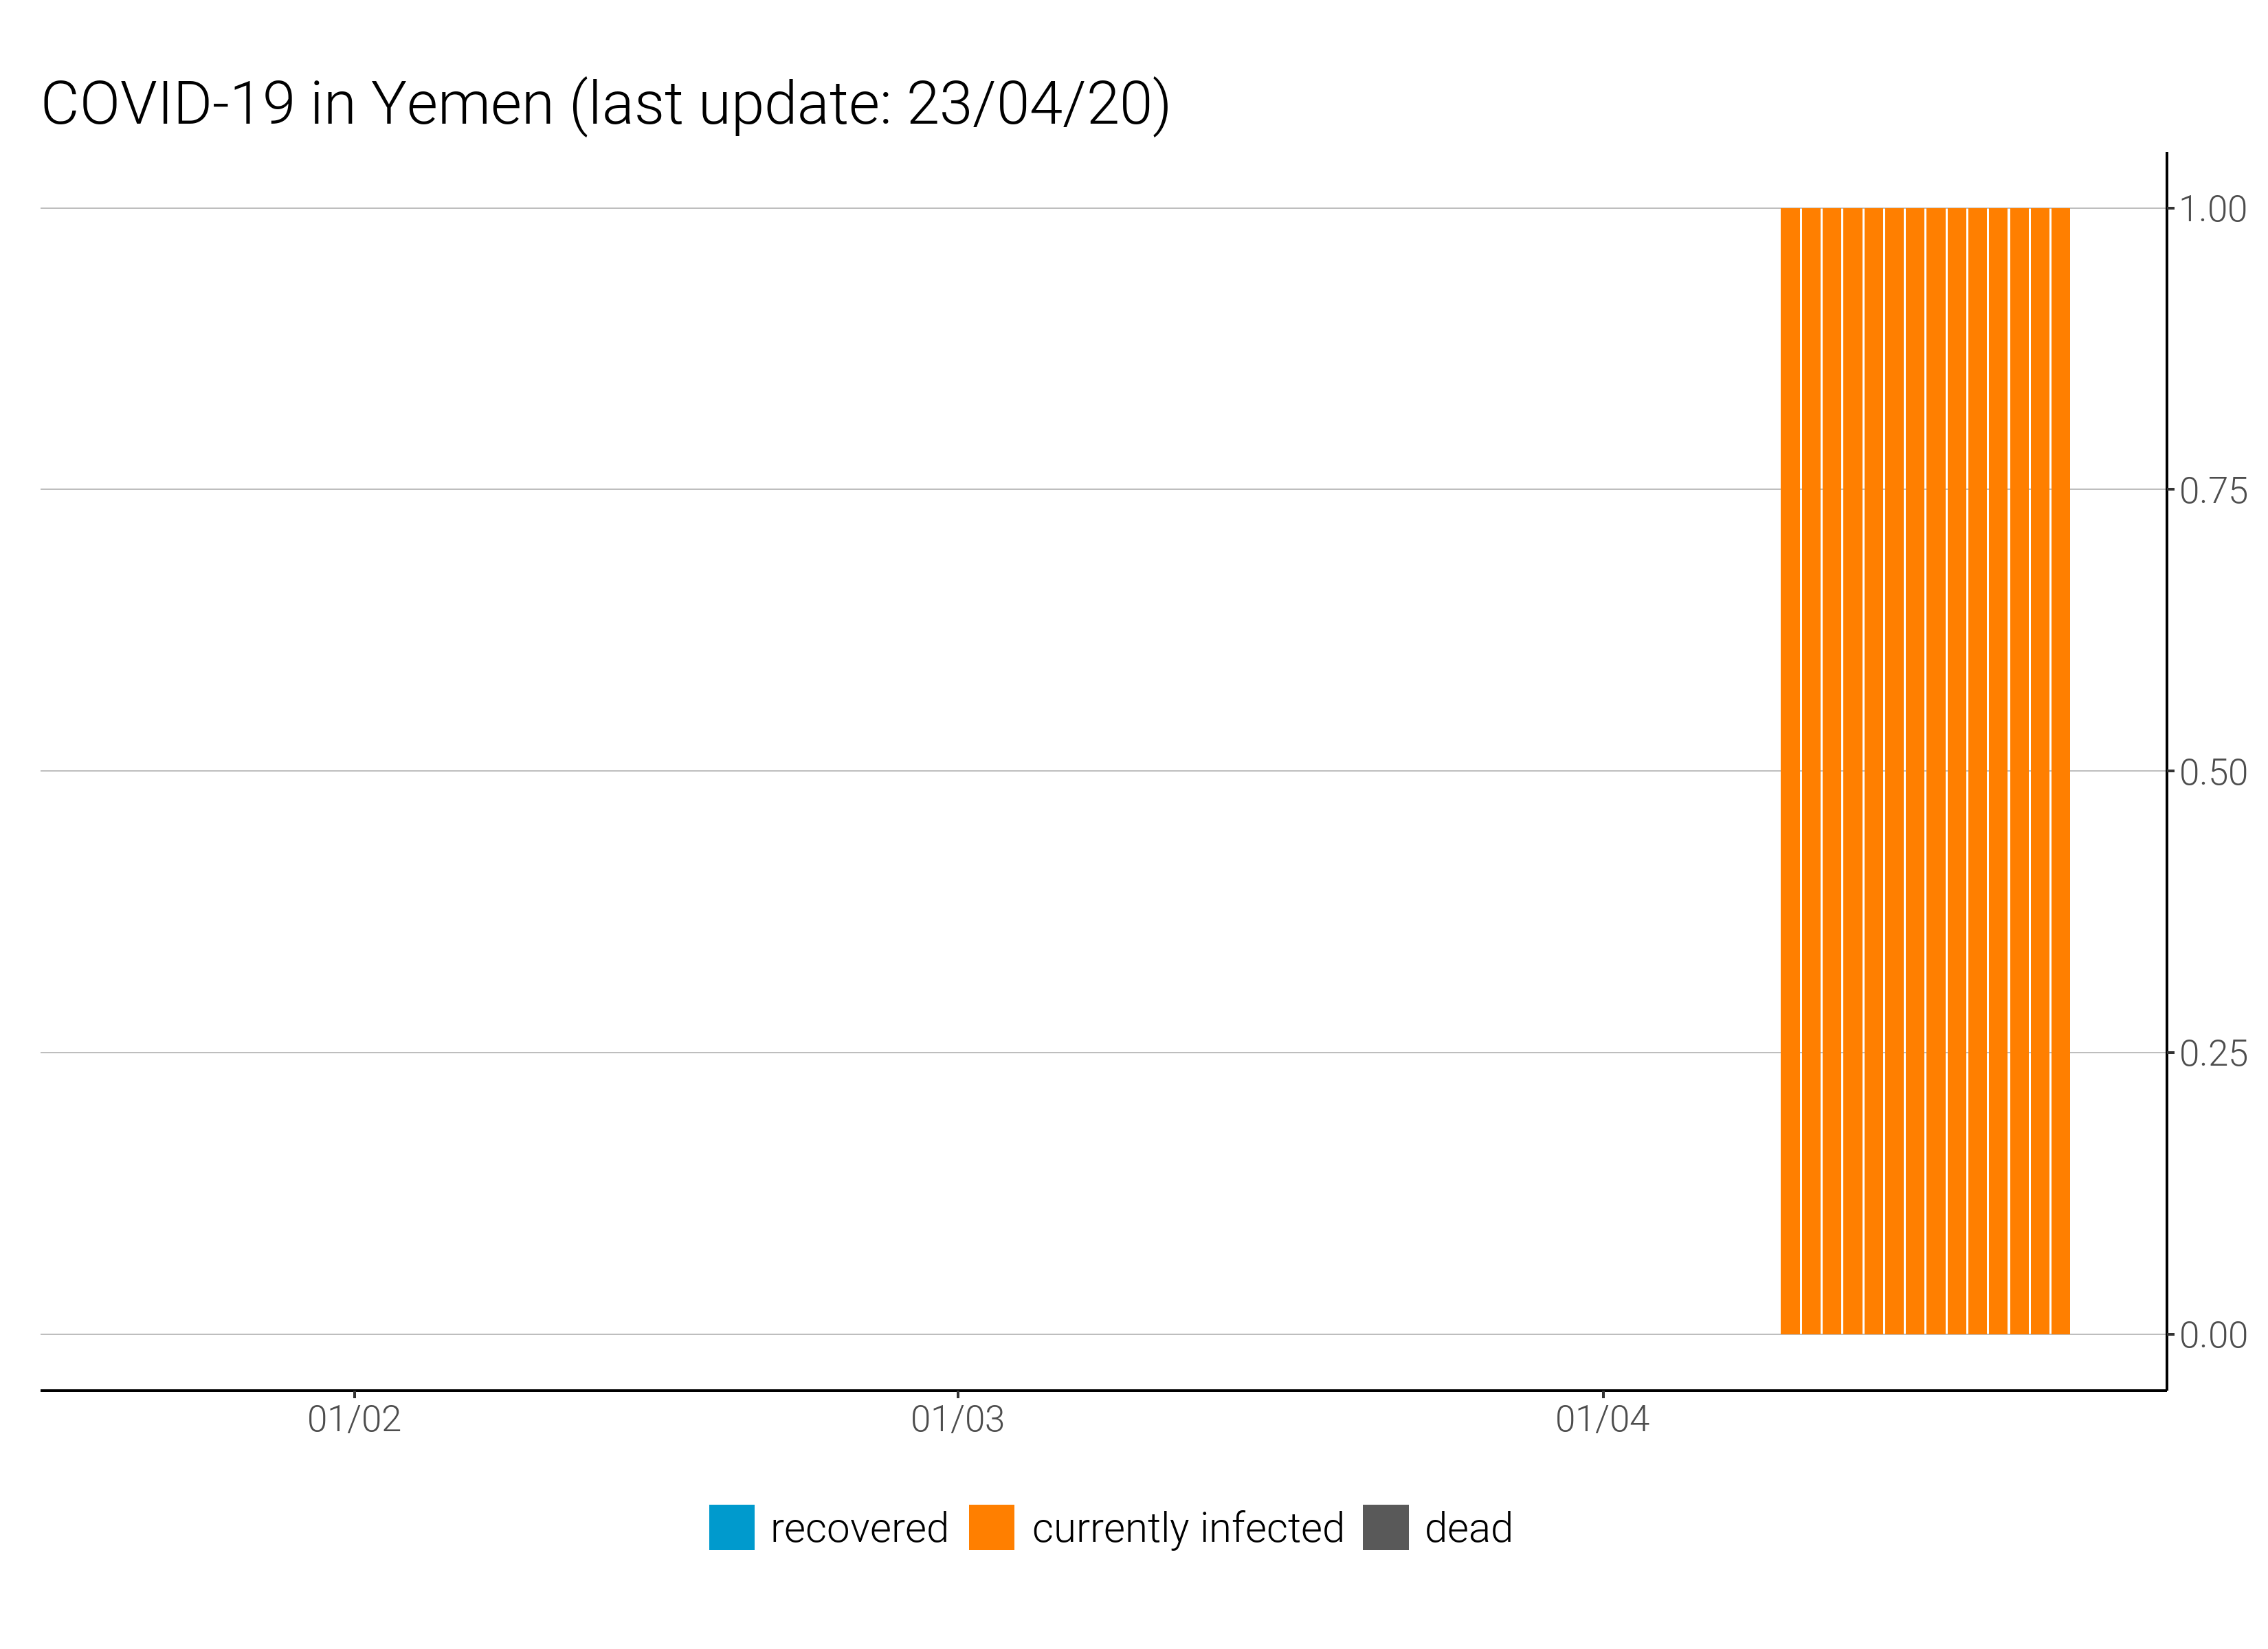 COVID-19 in Yemen (last update: 23/04/20)
1.00
0.75
0.50
0.25
0.00
01/02 01/03 01/04
recovered currently infected dead